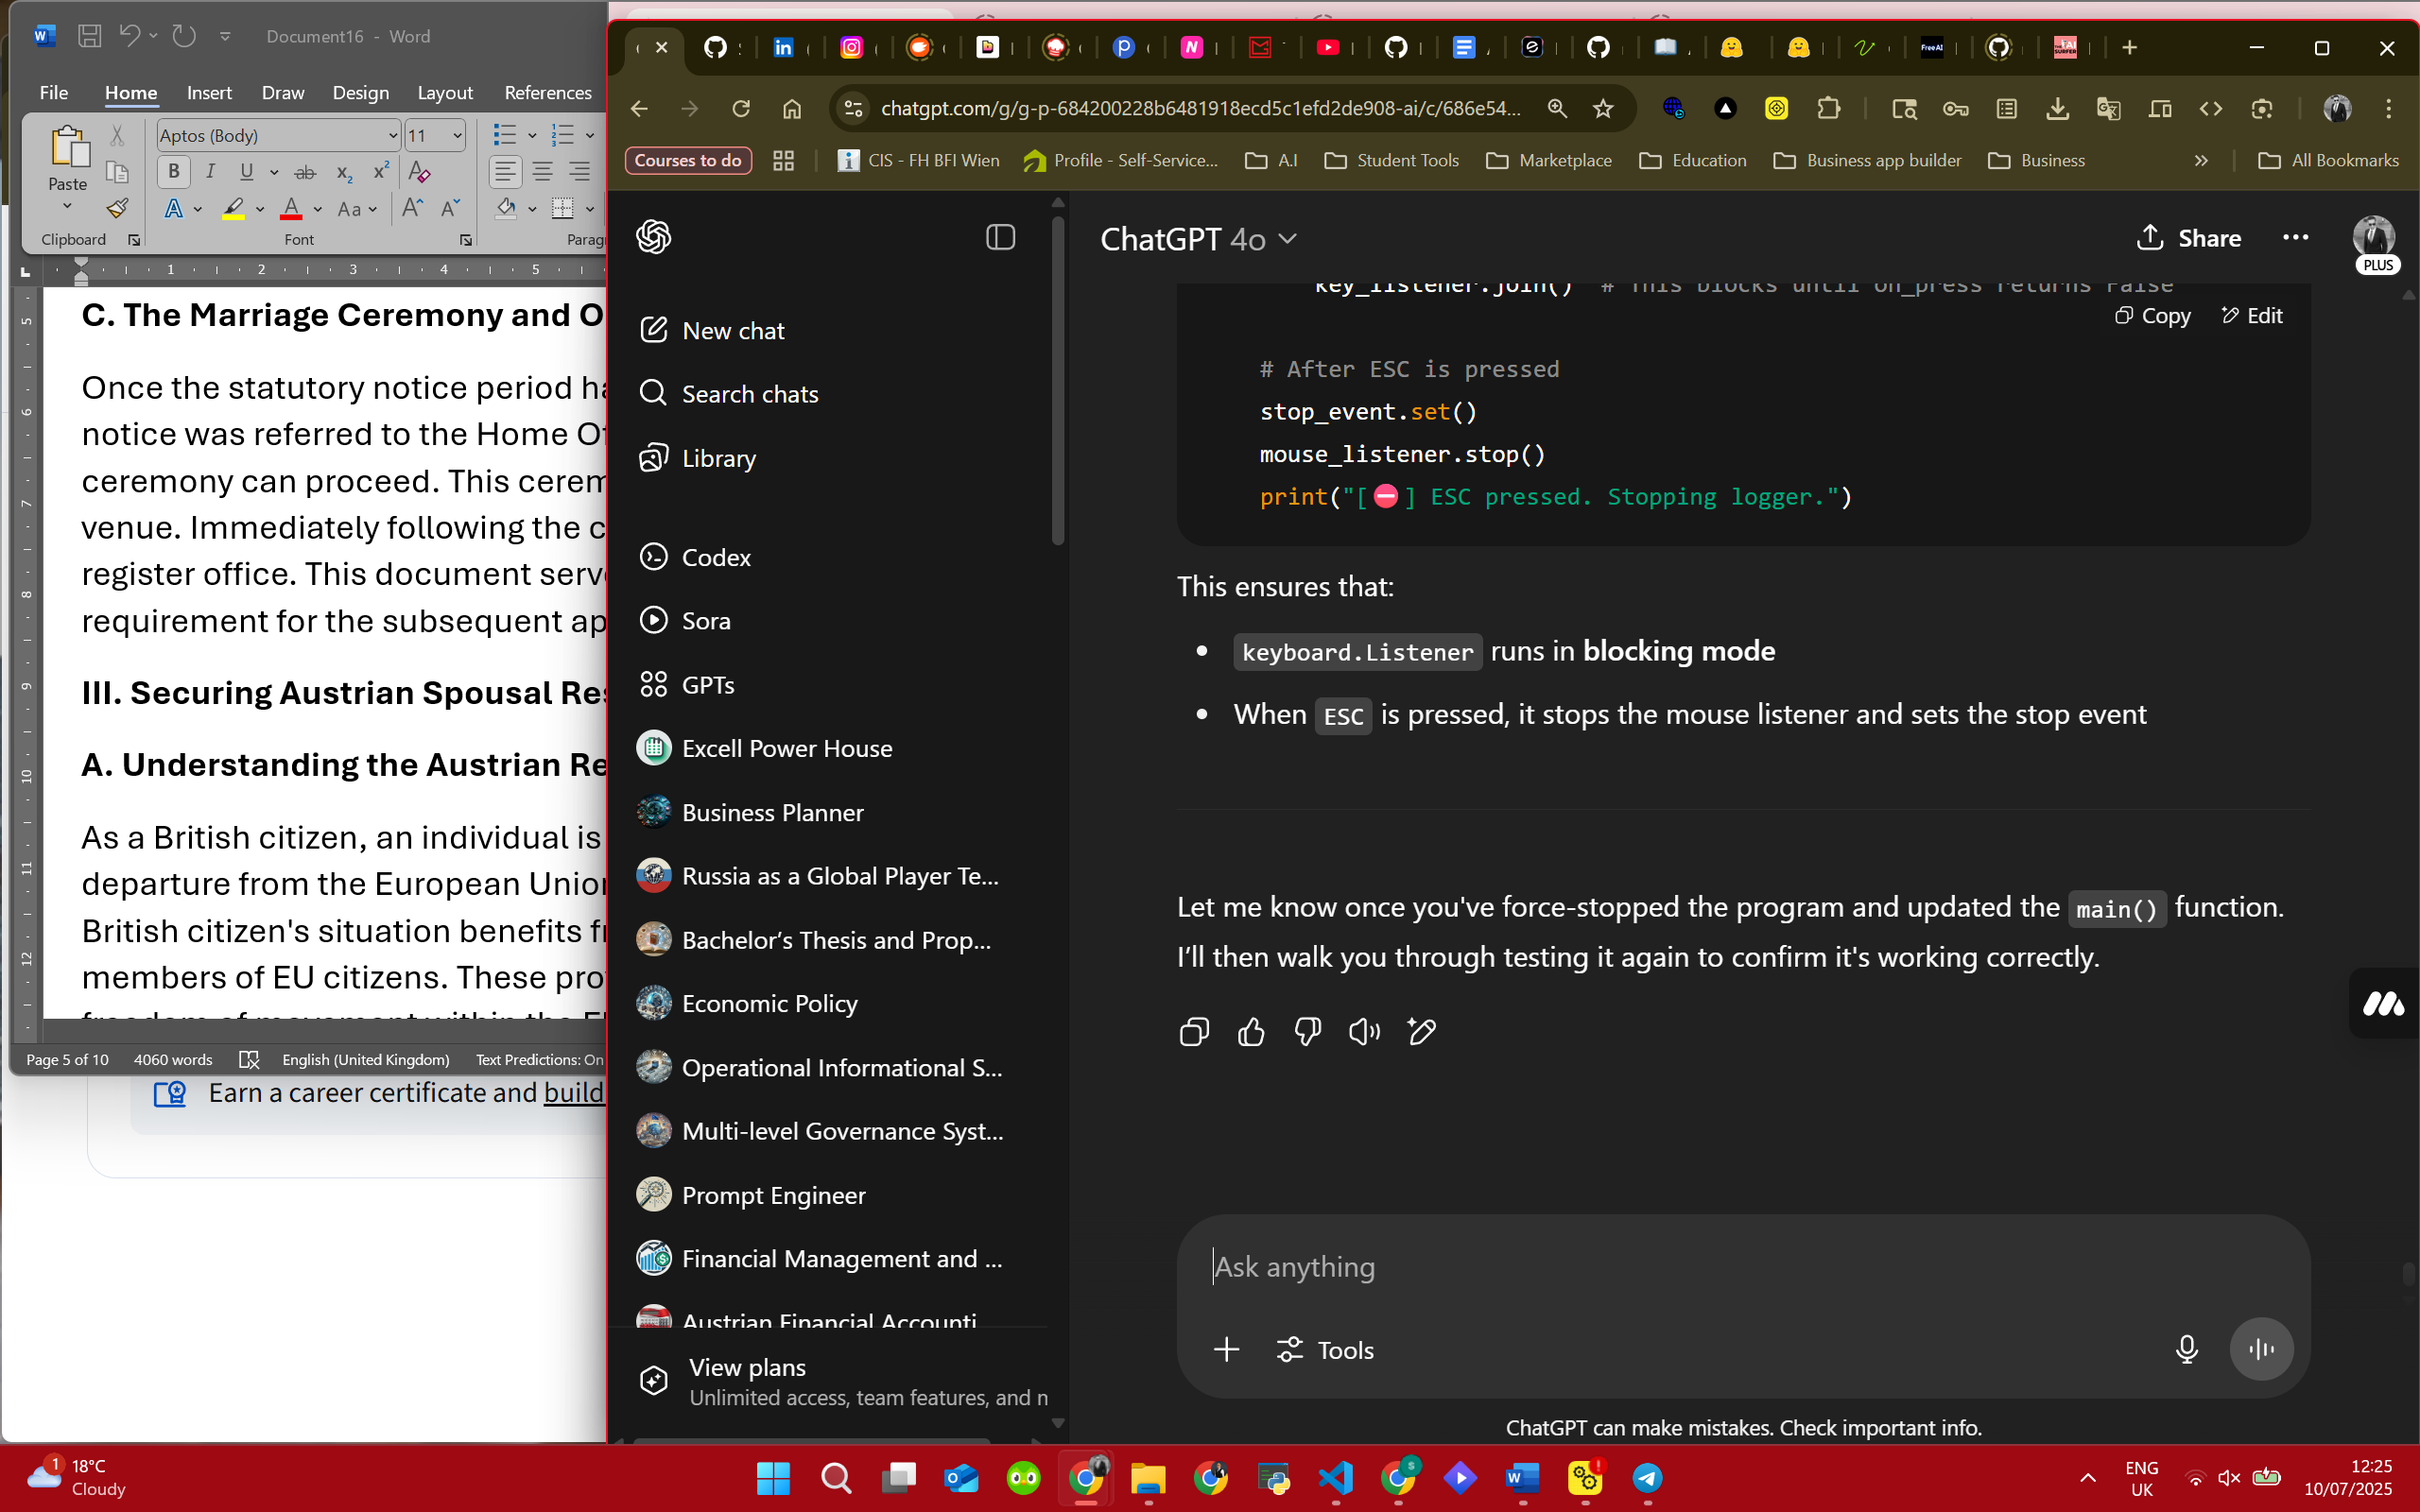 Document16 - Word
File Home Insert Draw Design Layout References
Aptos (Body) 11
Paste
Clipboard Font
C. The Marriage Ceremony and O
Once the statutory notice period
notice was referred to the Home
ceremony can proceed. This
venue. Immediately following the
register office. This document
requirement for the subsequent
III. Securing Austrian Spousal
A. Understanding the Austrian
As a British citizen, an individual is
departure from the European Union
British citizen's situation benefits
members of EU citizens. These
Page 5 of 10 4060 words English (United Kingdom) Text Predictions: On
Earn a career certificate and build
chatgpt.com/g/g-p-684200228b6481918ecd5c1efd2de908-ai/c/686e54...
Courses to do CIS - FH BFI Wien Profile - Self-Service... A.I Student Tools Marketplace Education Business app builder Business » All Bookmarks
New chat
Search chats
Library
Codex
Sora
GPTs
Excell Power House
Business Planner
Russia as a Global Player Te...
Bachelor’s Thesis and Prop...
Economic Policy
Operational Informational S...
Multi-level Governance Syst...
Prompt Engineer
Financial Management and ...
Austrian Financial Accounti
View plans
Unlimited access, team features, and
ChatGPT 4o
Share
PLUS
key_listener.join() # This blocks until on_press returns False
Copy Edit
# After ESC is pressed
stop_event.set()
mouse_listener.stop()
print("[⛔] ESC pressed. Stopping logger.")
This ensures that:
• keyboard.Listener runs in blocking mode
• When ESC is pressed, it stops the mouse listener and sets the stop event
Let me know once you've force-stopped the program and updated the main() function.
I’ll then walk you through testing it again to confirm it's working correctly.
Ask anything
Tools
ChatGPT can make mistakes. Check important info.
1
18°C
Cloudy
ENG
UK
12:25
10/07/2025